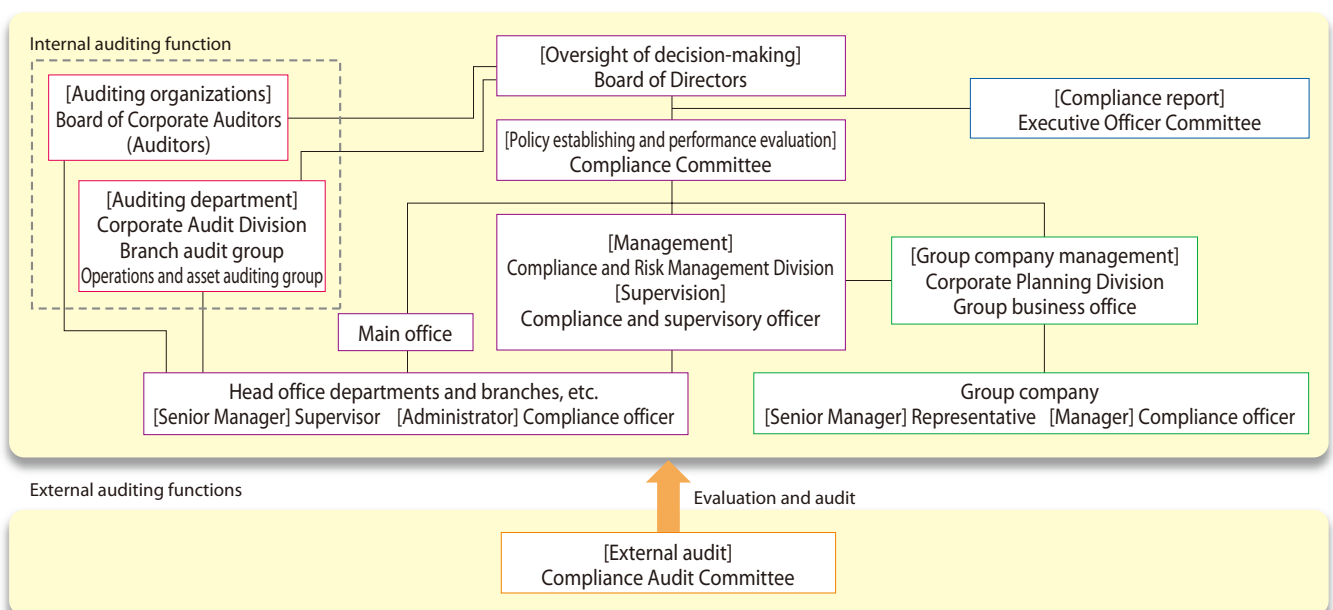 Internal auditing function
[Auditing organizations]
Board of Corporate Auditors
(Auditors)
[Auditing department]
Corporate Audit Division
Branch audit group
Operations and asset auditing group
[Oversight of decision-making]
Board of Directors
[Compliance report]
Executive Officer Committee
[Policy establishing and performance evaluation]
Compliance Committee
[Management]
Compliance and Risk Management Division
[Supervision]
Compliance and supervisory officer
[Group company management]
Corporate Planning Division
Group business office
Main office
Head office departments and branches, etc.
[Senior Manager] Supervisor [Administrator] Compliance officer
Group company
[Senior Manager] Representative [Manager] Compliance officer
External auditing functions
Evaluation and audit
[External audit]
Compliance Audit Committee